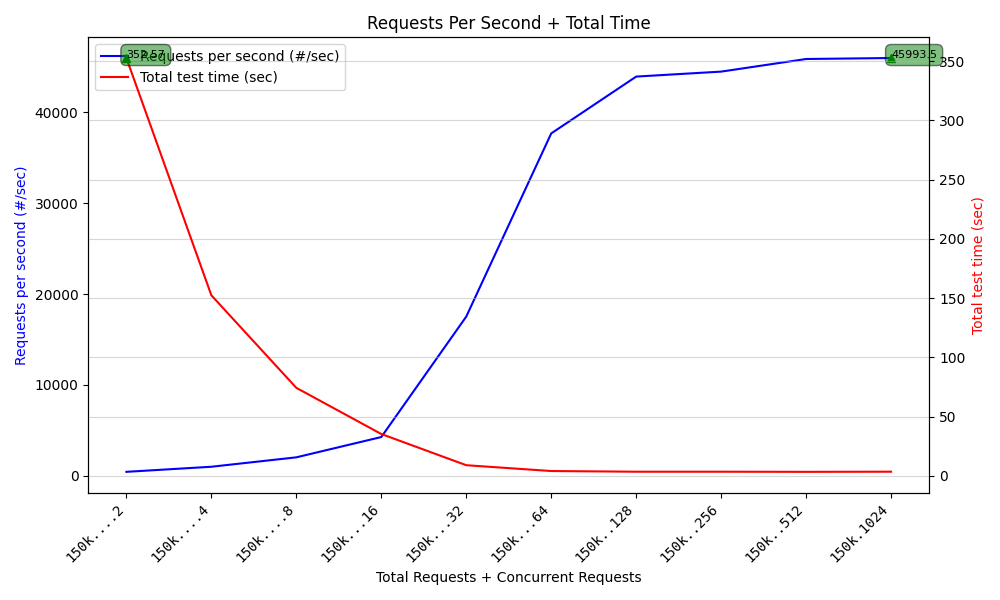 Requests Per Second + Total Time
352.57
Requests per second (#/sec)
Total test time (sec)
45993.5
40000
30000
20000
10000
0
Requests per second (#/sec)
350
300
250
200
150
100
50
0
Total test time (sec)
150k....2
150k....4
150k....8
150k...16
150k...32
150k...64
150k..128
150k..256
150k..512
150k.1024
Total Requests + Concurrent Requests